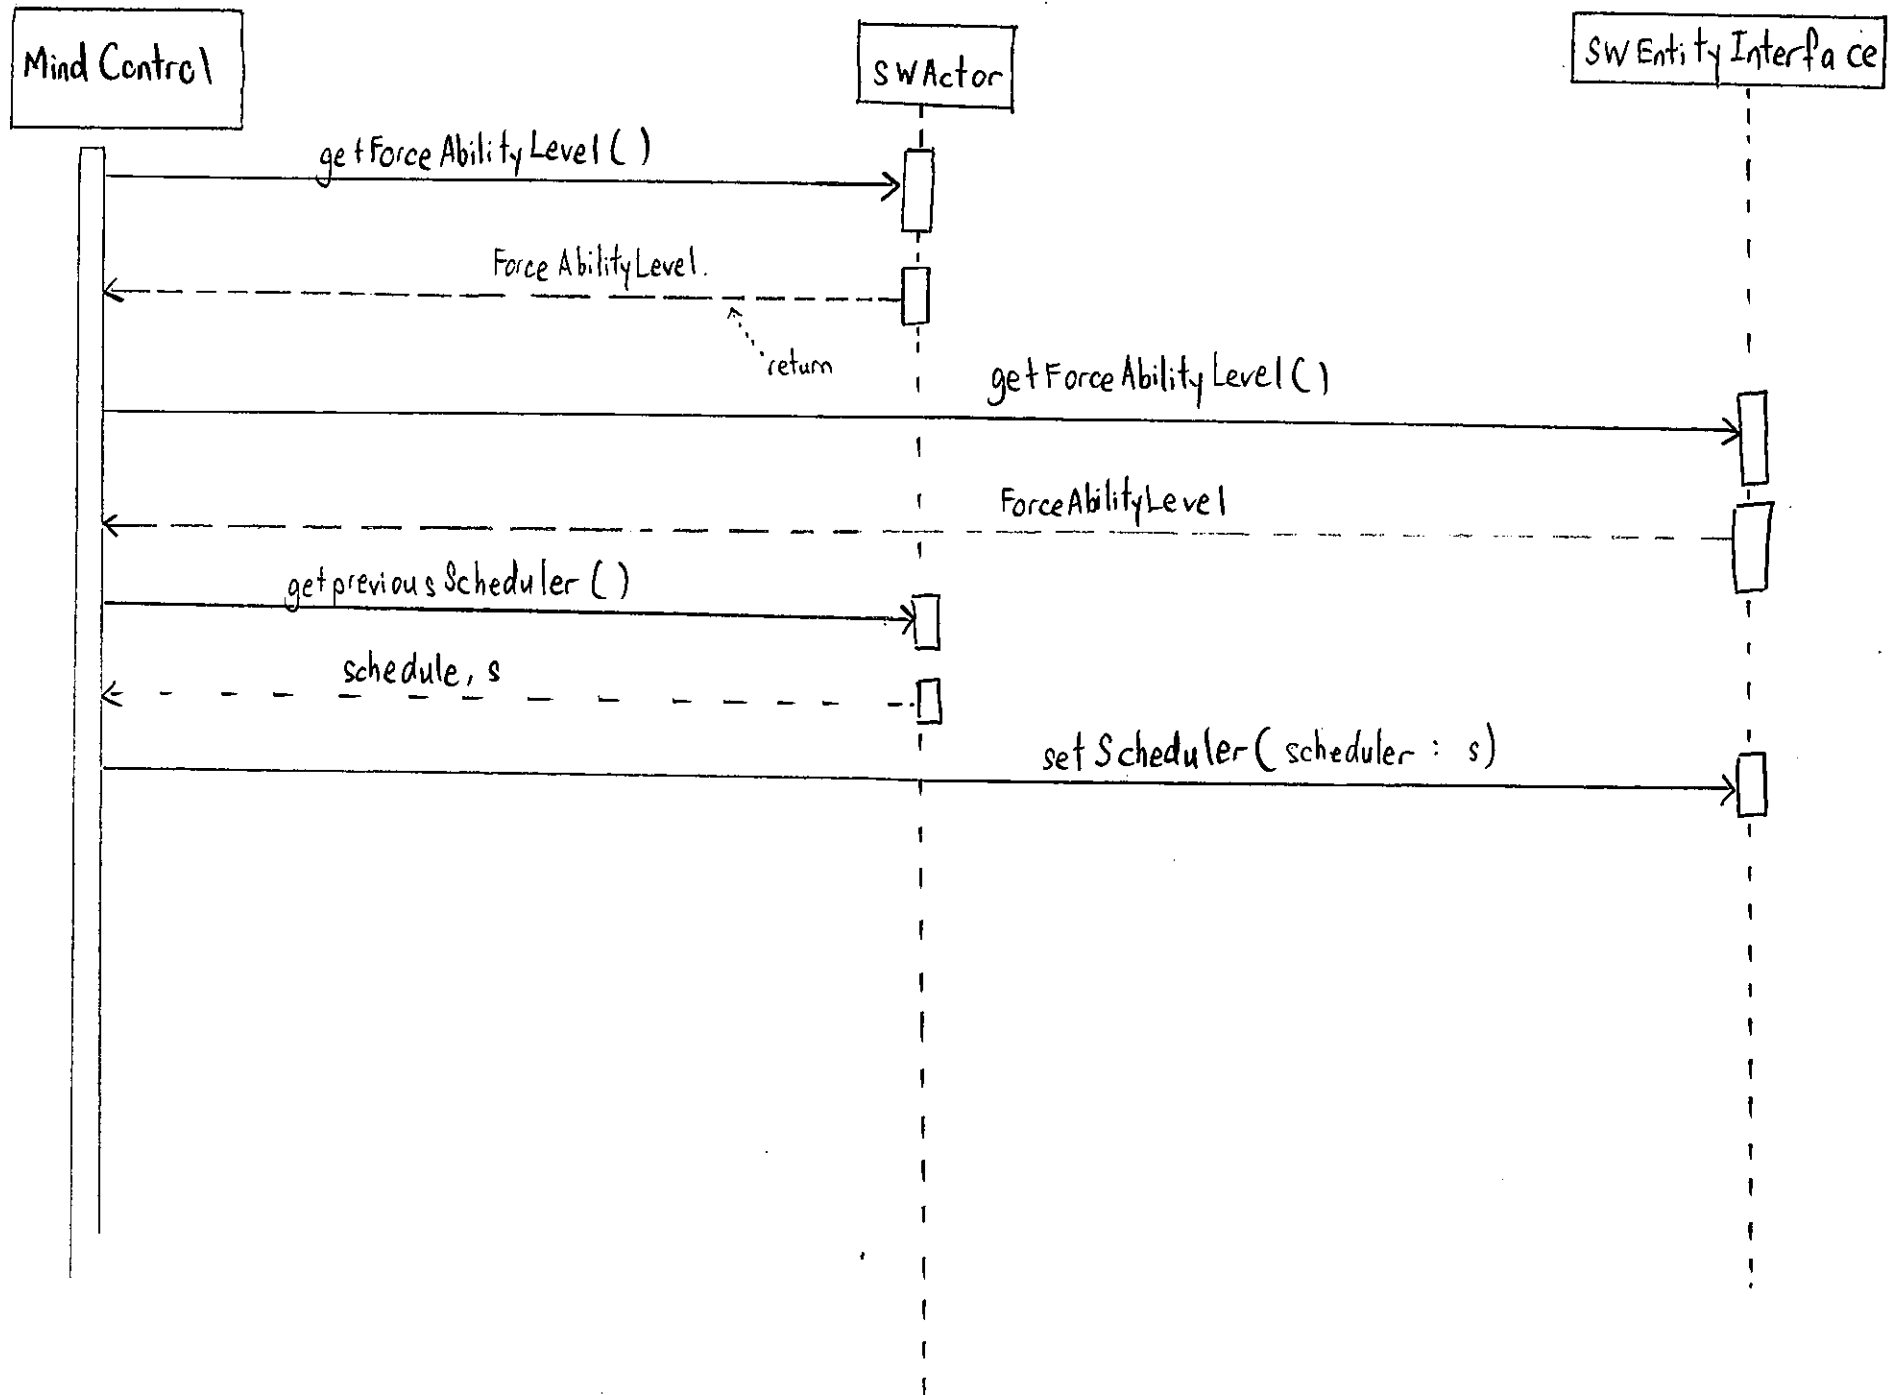 Mind Control
SWActor
SWEntityInterface
getForceAbilityLevel()
ForceAbilityLevel.
return
getForceAbilityLevel()
ForceAbilityLevel
getpreviousScheduler()
schedule, s
setScheduler(scheduler : s)